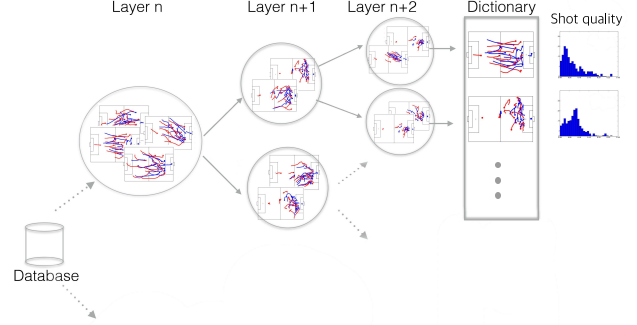 Layer n
Layer n+1
Layer n+2
Dictionary
Shot quality
Database